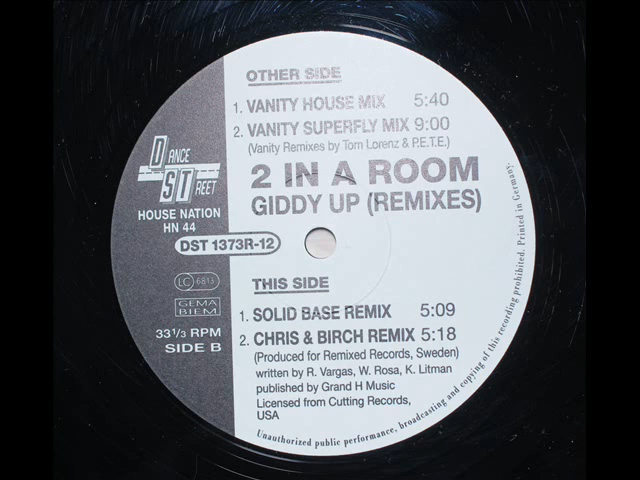 OTHER SIDE
1. VANITY HOUSE MIX 5:40
2. VANITY SUPERFLY MIX 9:00
(Vanity Remixes by Tom Lorenz & P.E.T.E.)
2 IN A ROOM
GIDDY UP (REMIXES)
DANCE
STREET
HOUSE NATION
HN 44
DST 1373R-12
LC 6813
GEMA
BIEM
33 1/3 RPM
SIDE B
THIS SIDE
1. SOLID BASE REMIX 5:09
2. CHRIS & BIRCH REMIX 5:18
(Produced for Remixed Records, Sweden)
written by R. Vargas, W. Rosa, K. Litman
published by Grand H Music
Licensed from Cutting Records,
USA
Unauthorized public performance, broadcasting and copying of this recording prohibited. Printed in Germany.